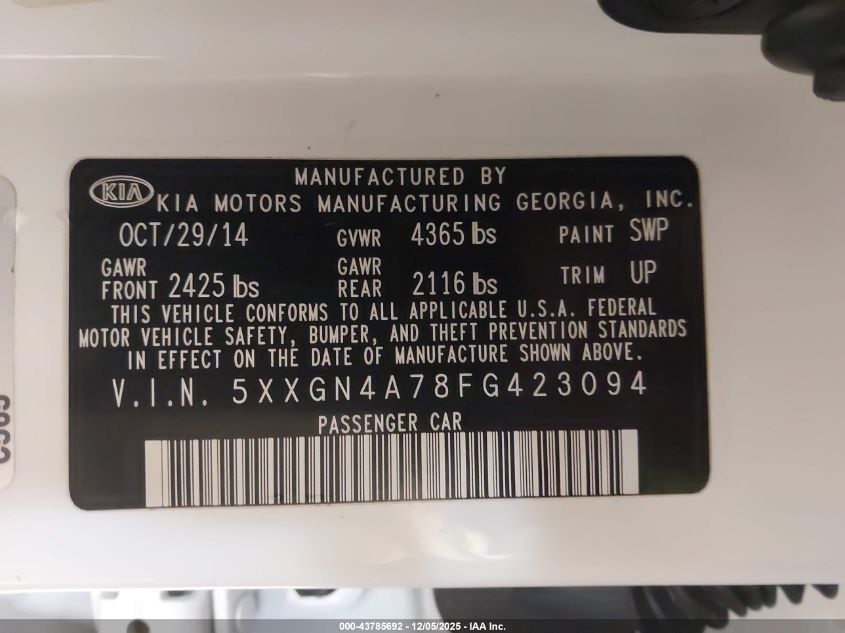 MANUFACTURED BY
KIA
KIA MOTORS MANUFACTURING GEORGIA, INC.
OCT/29/14 GVWR 4365 lbs PAINT SWP
GAWR FRONT 2425 lbs GAWR REAR 2116 lbs TRIM UP
THIS VEHICLE CONFORMS TO ALL APPLICABLE U.S.A. FEDERAL
MOTOR VEHICLE SAFETY, BUMPER, AND THEFT PREVENTION STANDARDS
IN EFFECT ON THE DATE OF MANUFACTURE SHOWN ABOVE.
V.I.N. 5XXGN4A78FG423094
PASSENGER CAR
000-43785692 - 12/05/2025 - IAA Inc.